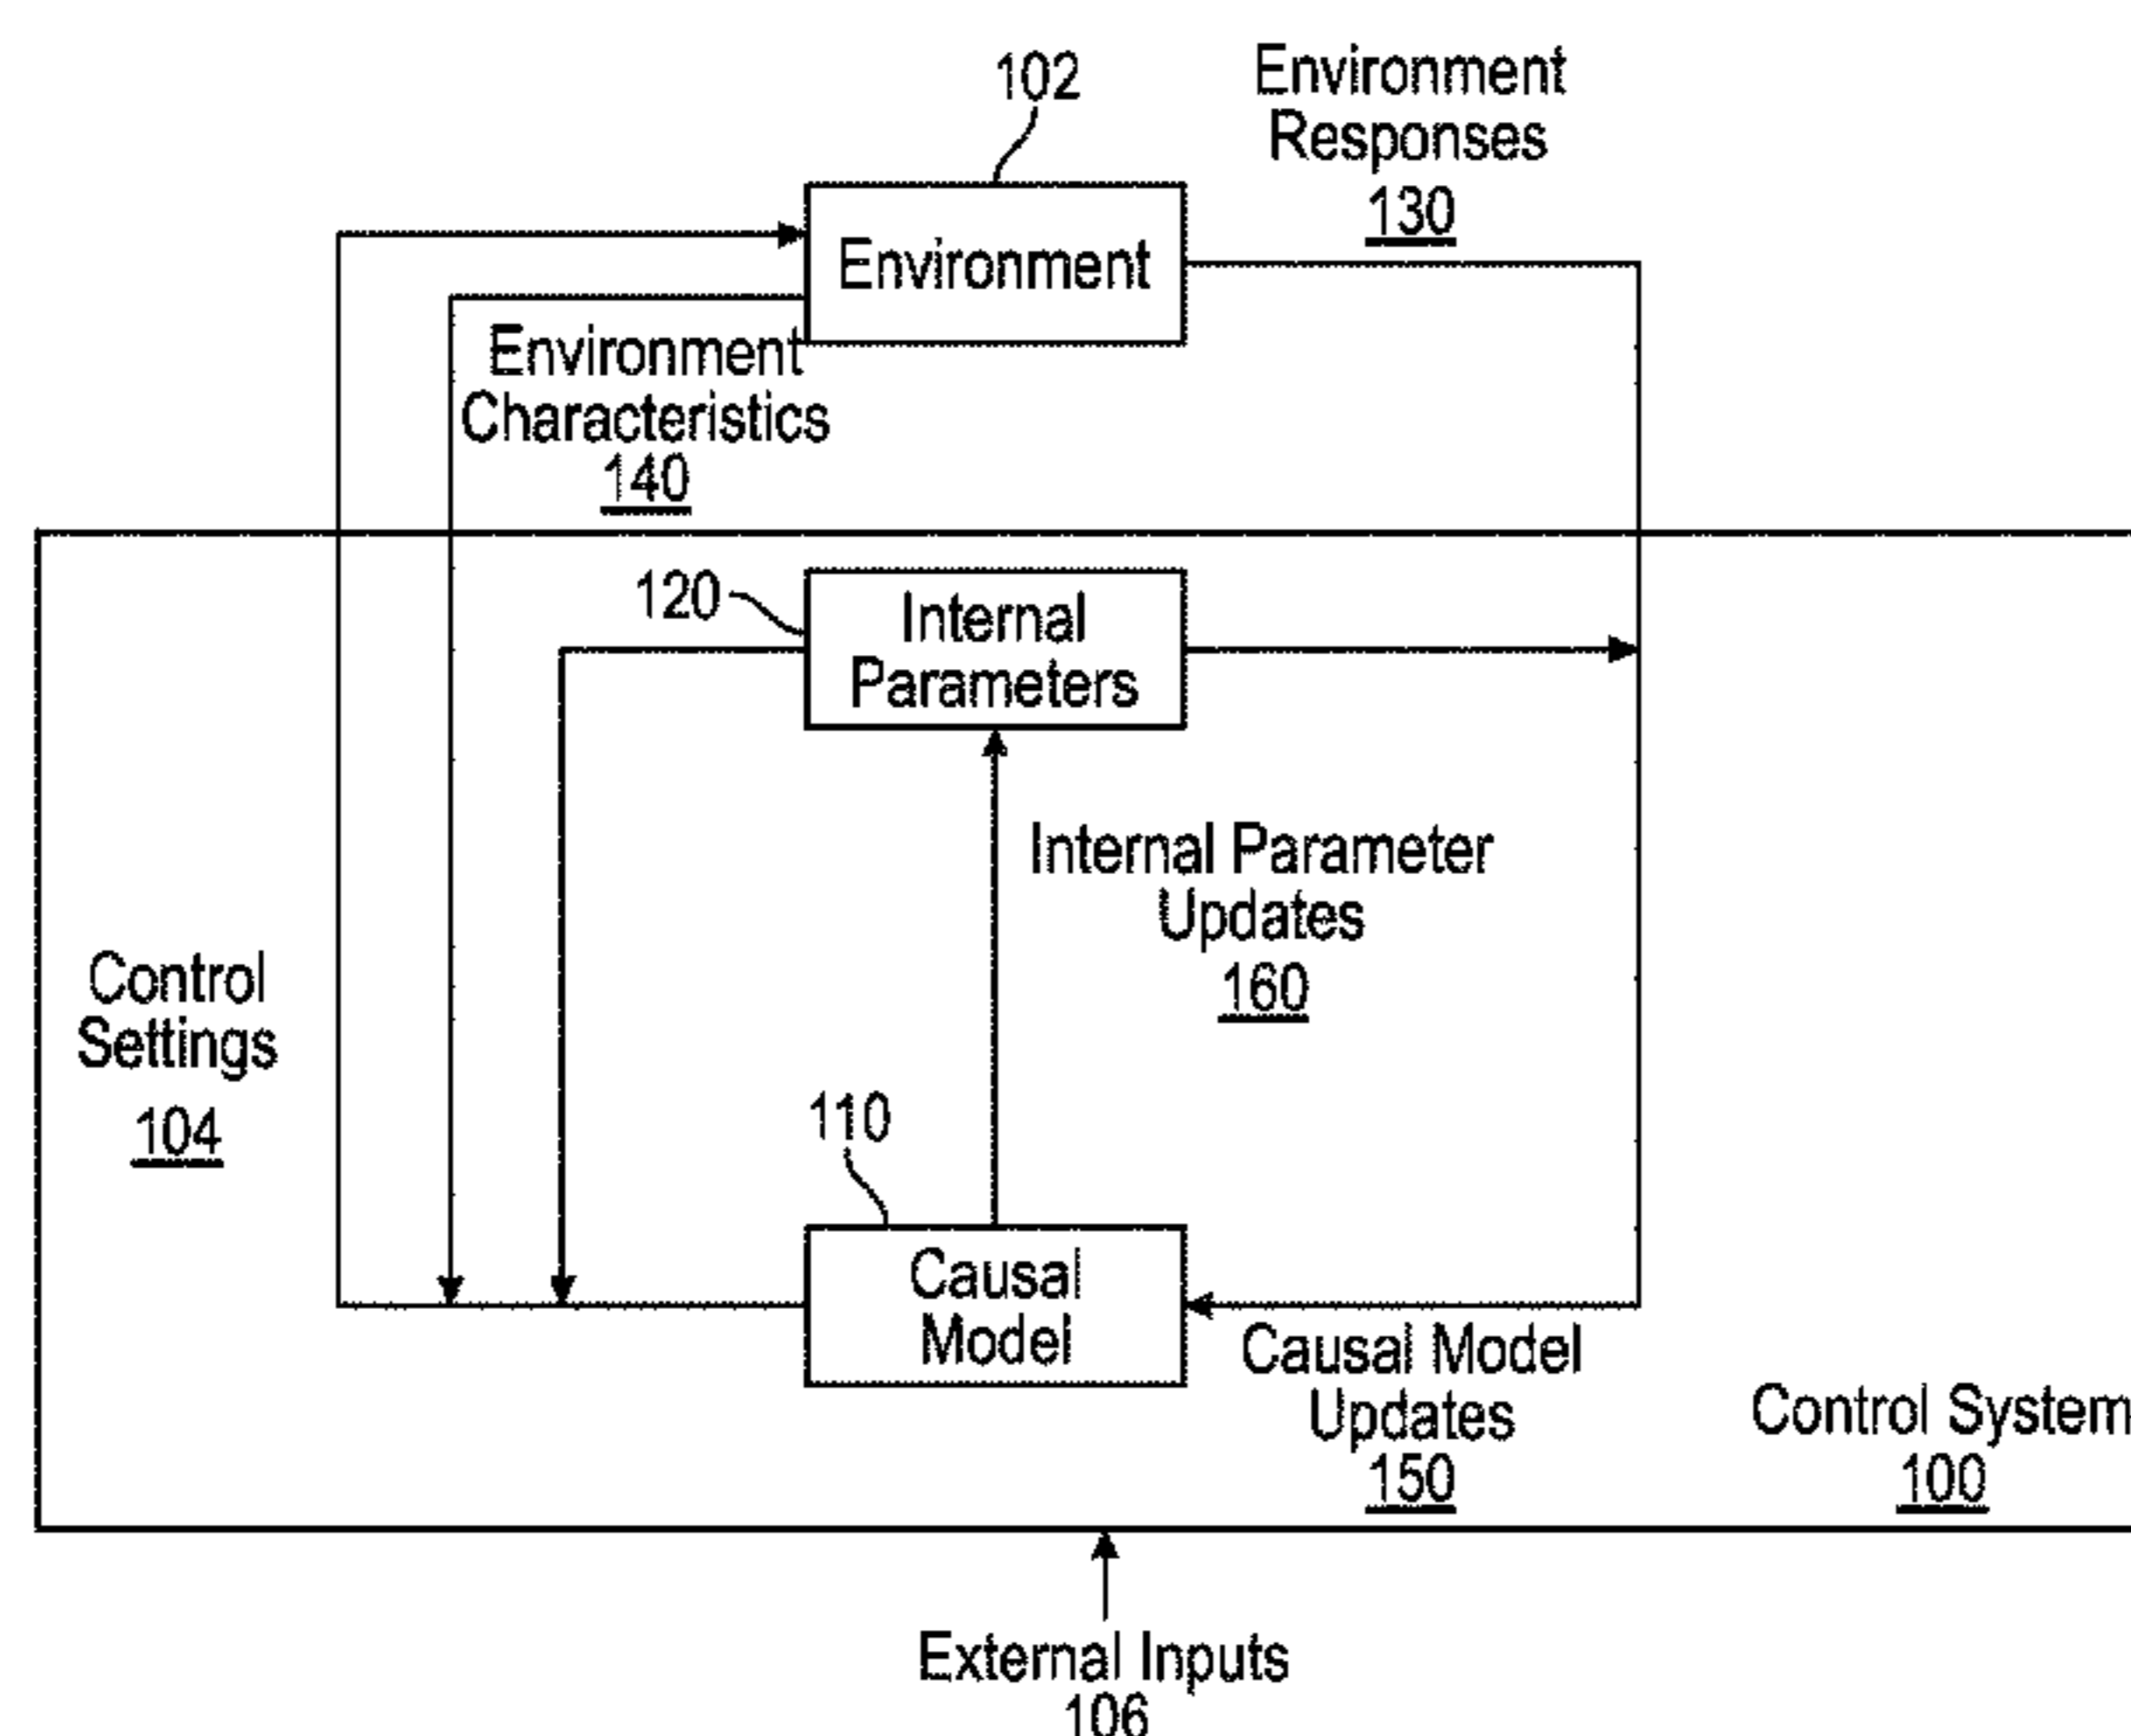 102
Environment
Responses
130
Environment
Environment
Characteristics
140
120
Internal
Parameters
Internal Parameter
Updates
160
Control
Settings
104
110
Causal
Model
Causal Model
Updates
150
Control System
100
External Inputs
106